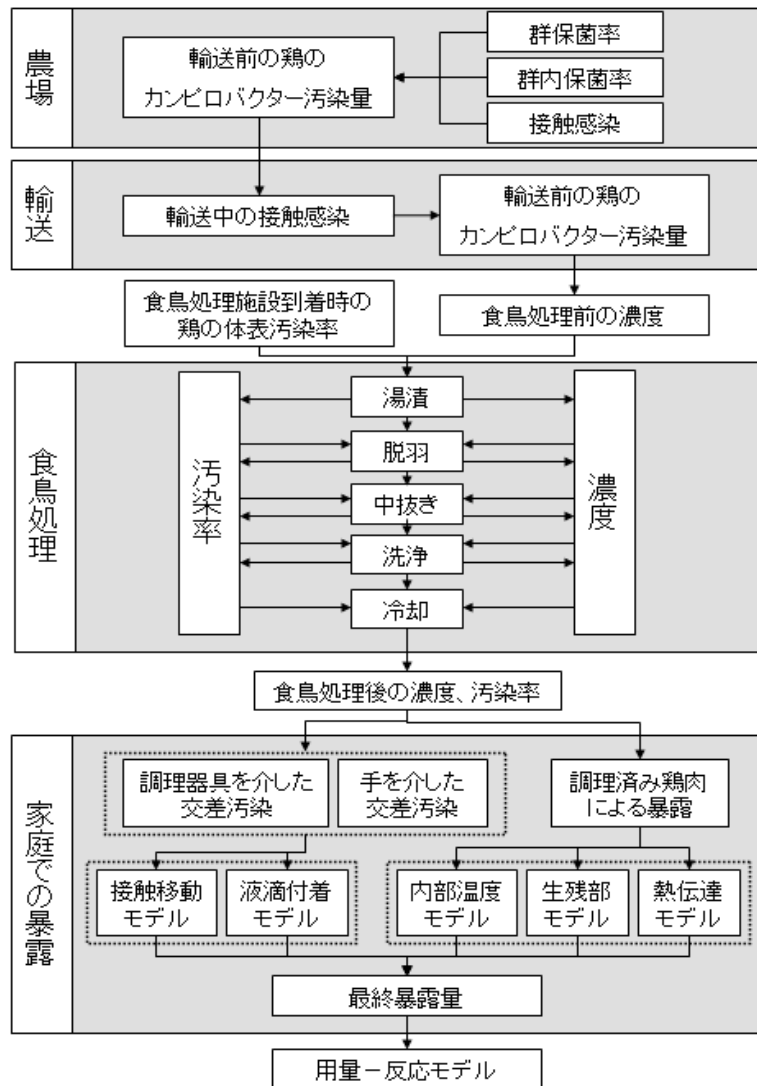 農場
輸送前の鶏の
カンピロバクター汚染量
群保菌率
群内保菌率
接触感染
輸送
輸送中の接触感染
輸送前の鶏の
カンピロバクター汚染量
食鳥処理施設到着時の
鶏の体表汚染率
食鳥処理前の濃度
食鳥処理
汚染率
湯漬
脱羽
中抜き
洗浄
冷却
濃度
食鳥処理後の濃度、汚染率
家庭での暴露
調理器具を介した
交差汚染
手を介した
交差汚染
調理済み鶏肉
による暴露
接触移動
モデル
液滴付着
モデル
内部温度
モデル
生残部
モデル
熱伝達
モデル
最終暴露量
用量－反応モデル